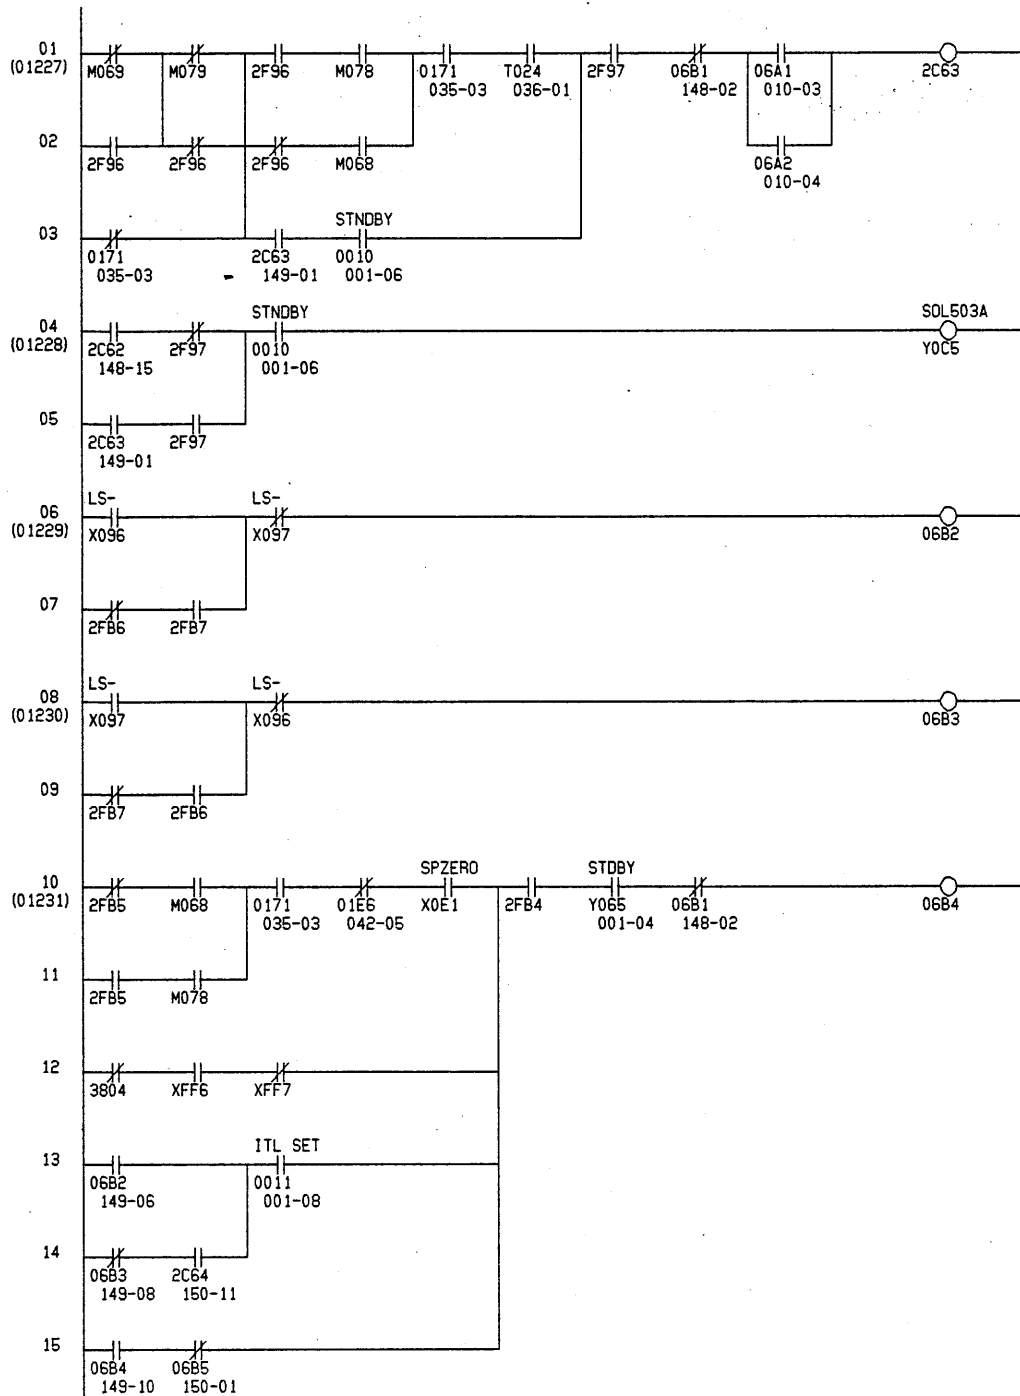 01
(01227)
M069 M079 2F96 M078 0171 T024 2F97 06B1 06A1 2C63
035-03 036-01 148-02 010-03
02
2F96 2F96 2F96 M068 06A2
010-04
STNDBY
03
0171 2C63 0010
035-03 149-01 001-06
STNDBY SOL503A
04
(01228)
2C62 2F97 0010 Y0C5
148-15 001-06
05
2C63 2F97
149-01
LS- LS-
06
(01229)
X096 X097 06B2
07
2FB6 2FB7
LS- LS-
08
(01230)
X097 X096 06B3
09
2FB7 2FB6
SPZERO STDBY
10
(01231)
2FB5 M068 0171 01E6 X0E1 2FB4 Y065 06B1 06B4
035-03 042-05 001-04 148-02
11
2FB5 M078
12
3804 XFF6 XFF7
ITL SET
13
06B2 0011
149-06 001-08
14
06B3 2C64
149-08 150-11
15
06B4 06B5
149-10 150-01